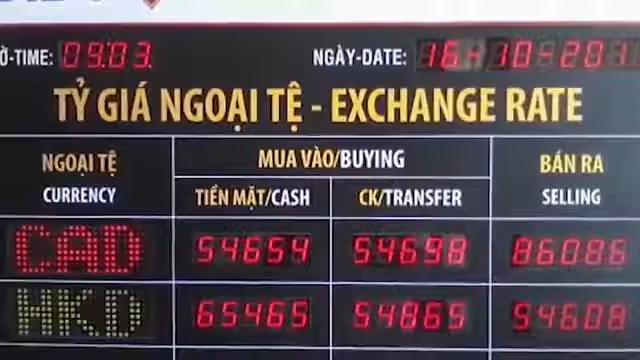 Ờ-TIME: 09:03 NGÀY-DATE: 16-10-201
TỶ GIÁ NGOẠI TỆ - EXCHANGE RATE
NGOẠI TỆ MUA VÀO/BUYING BÁN RA
CURRENCY TIỀN MẶT/CASH CK/TRANSFER SELLING
CAD 54654 54698 86086
HKD 65465 54865 54608